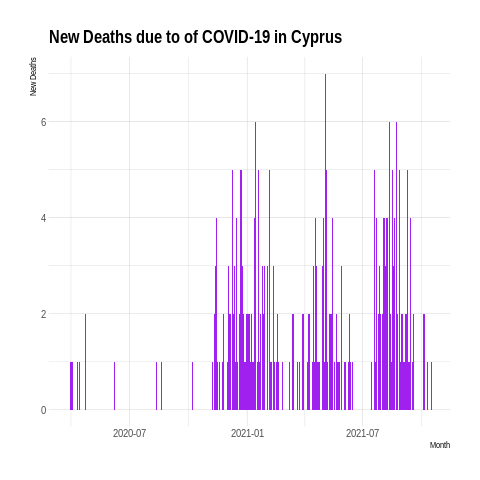 New Deaths due to of COVID-19 in Cyprus
New Deaths
6
4
2
0
2020-07
2021-01
2021-07
Month